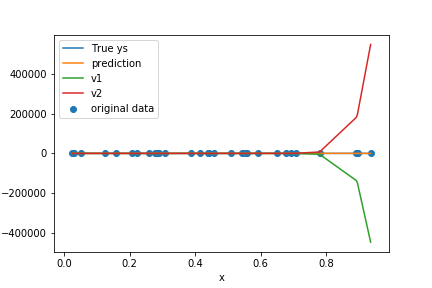 True ys
prediction
v1
v2
original data
400000
200000
0
−200000
−400000
0.0 0.2 0.4 0.6 0.8
x